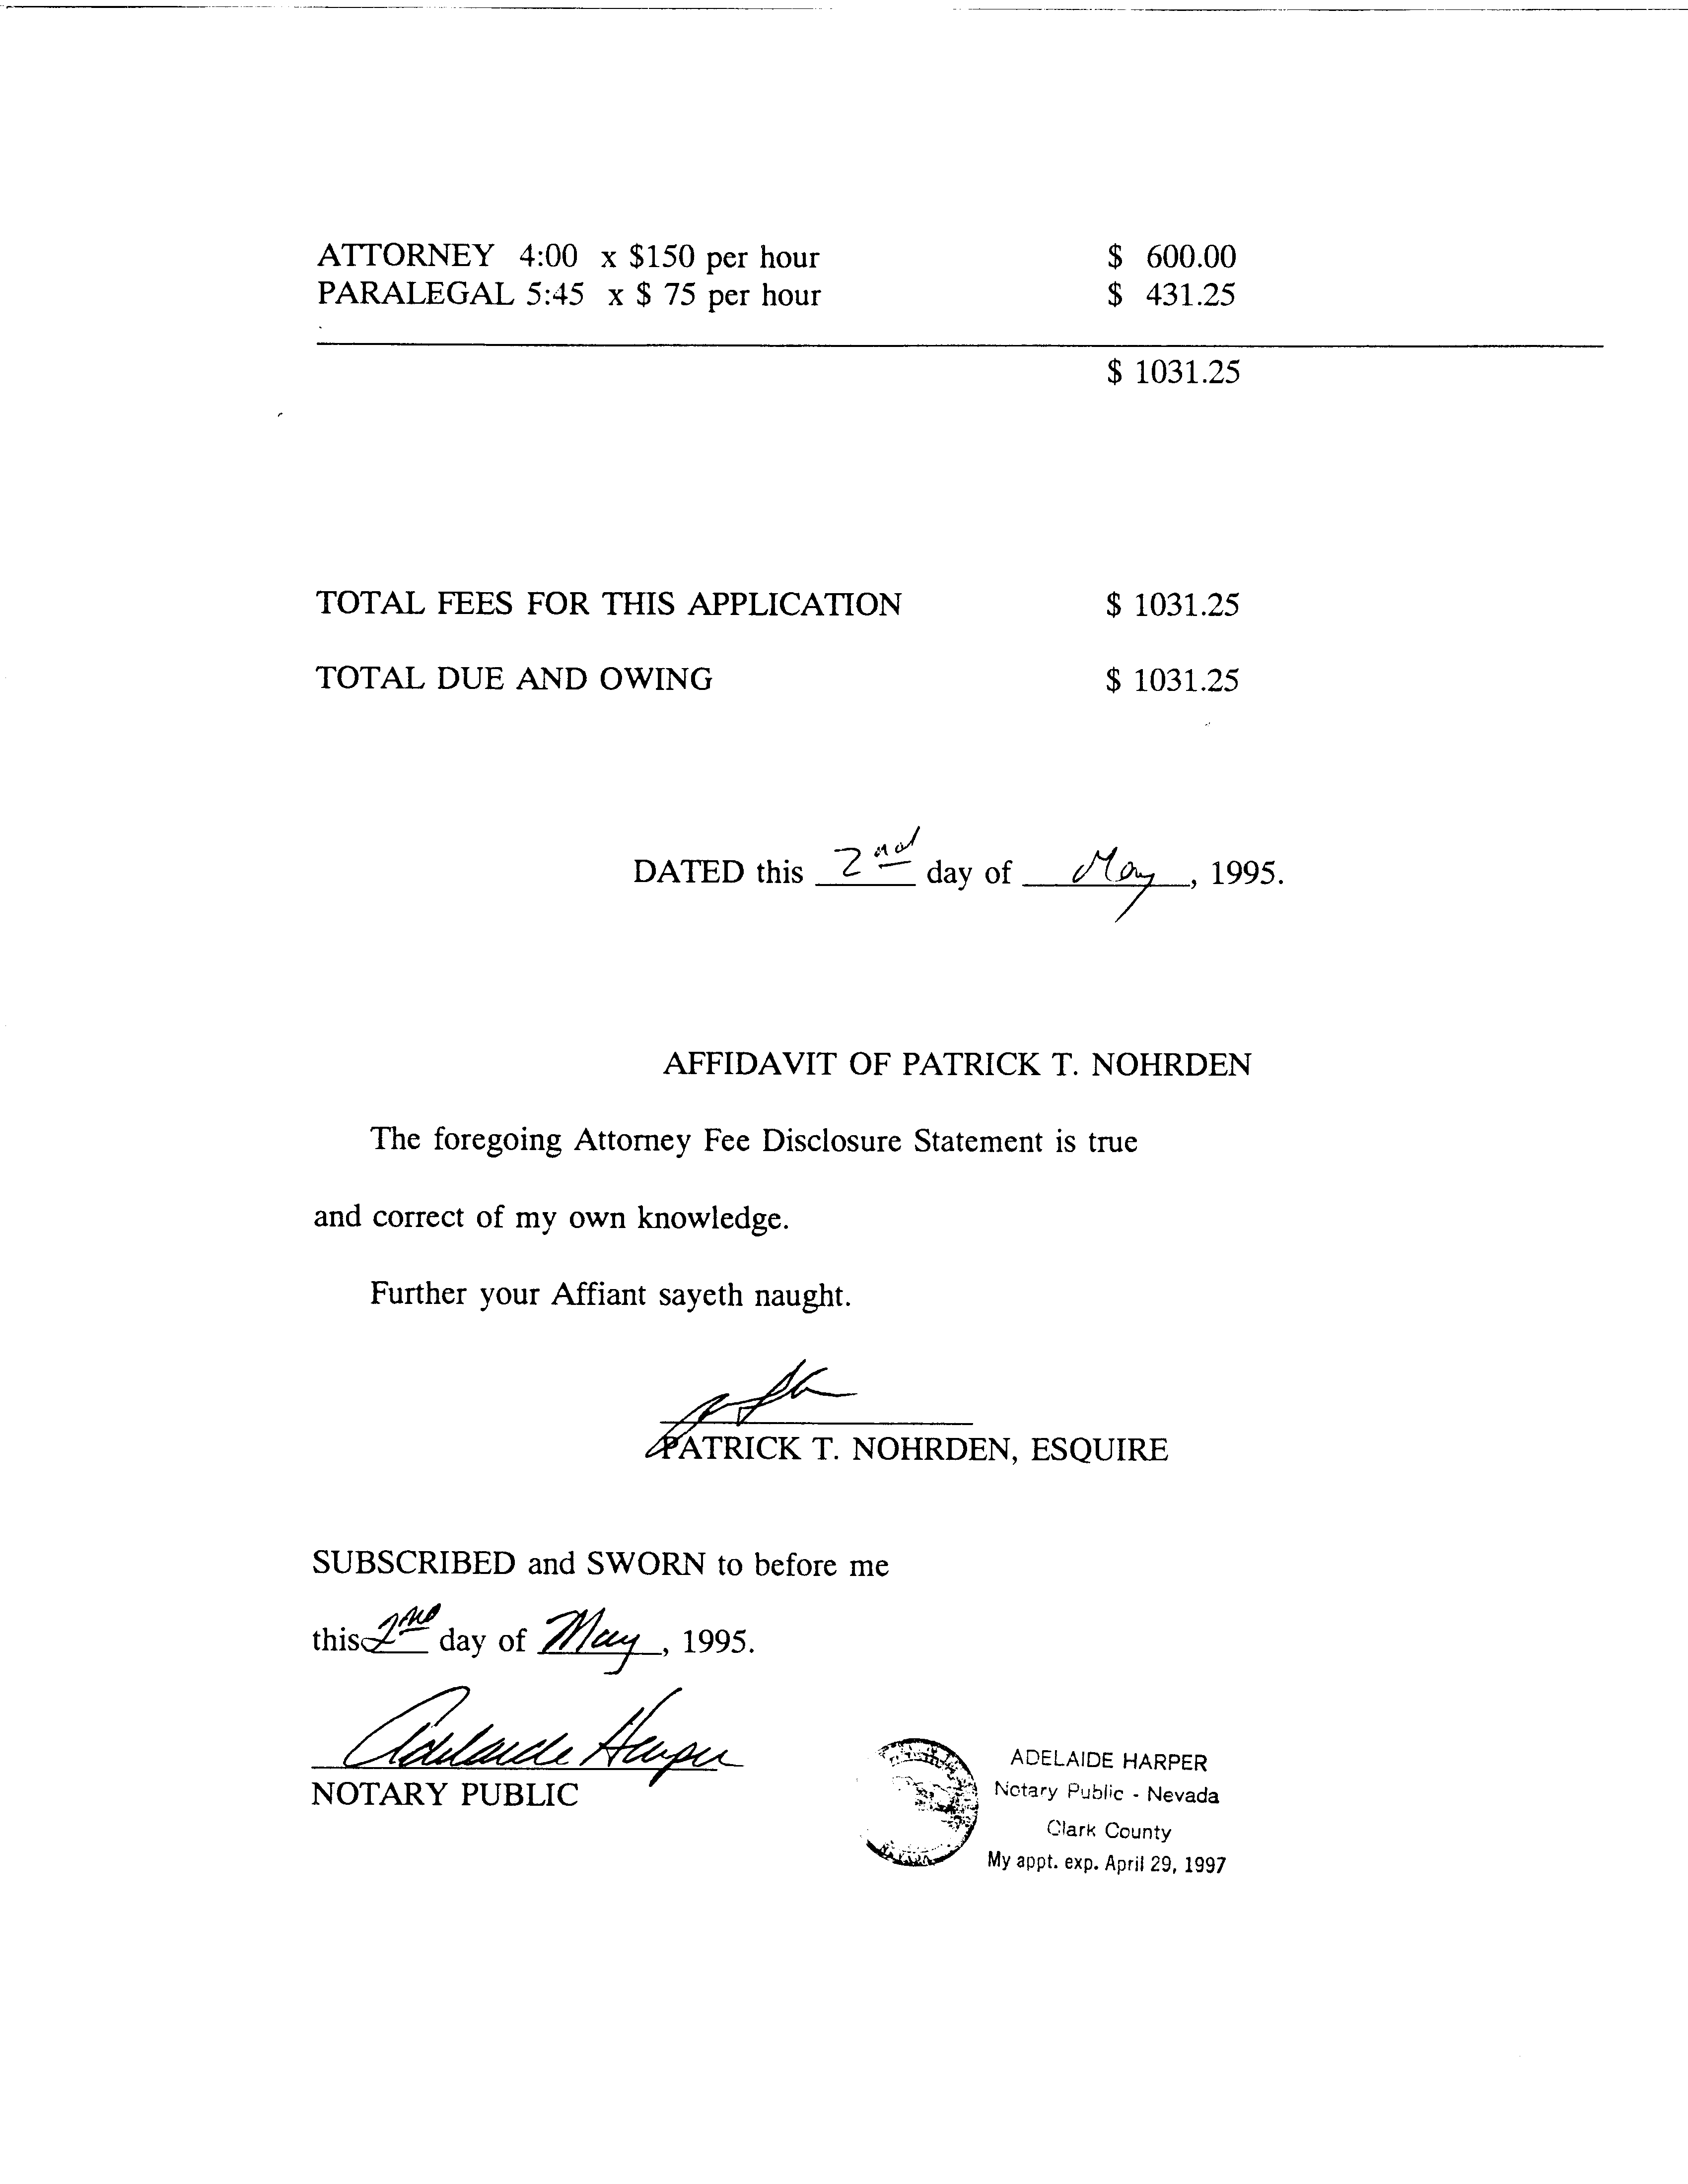 ATTORNEY 4:00 x $150 per hour $ 600.00
PARALEGAL 5:45 x $ 75 per hour $ 431.25
$ 1031.25
TOTAL FEES FOR THIS APPLICATION $ 1031.25
TOTAL DUE AND OWING $ 1031.25
DATED this 2nd day of May, 1995.
AFFIDAVIT OF PATRICK T. NOHRDEN
The foregoing Attorney Fee Disclosure Statement is true
and correct of my own knowledge.
Further your Affiant sayeth naught.
PATRICK T. NOHRDEN, ESQUIRE
SUBSCRIBED and SWORN to before me
this 2nd day of May, 1995.
Adelaide Harper
NOTARY PUBLIC
ADELAIDE HARPER
Notary Public - Nevada
Clark County
My appt. exp. April 29, 1997